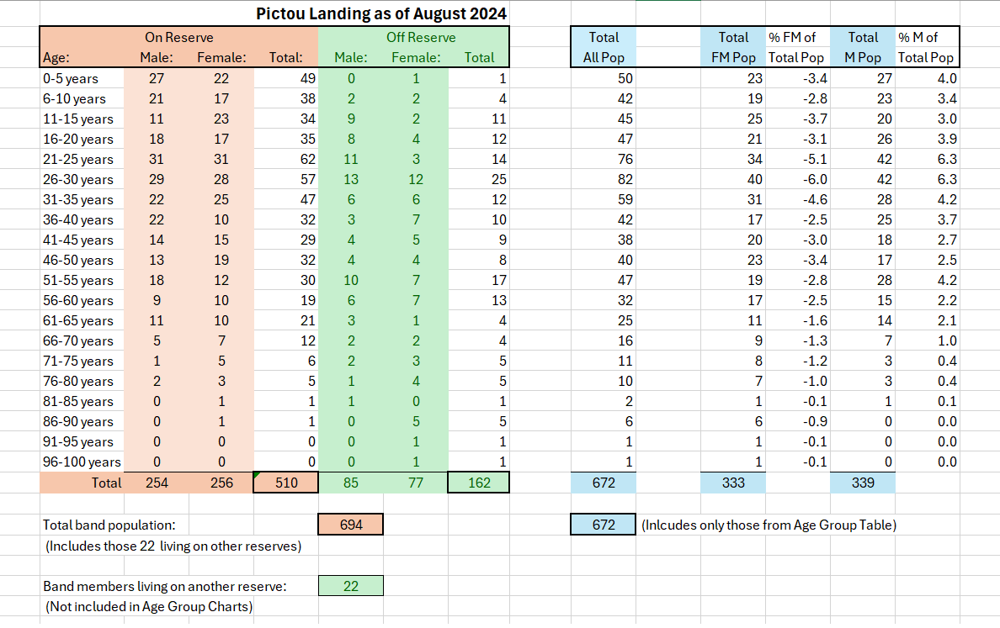 Pictou Landing as of August 2024
On Reserve Off Reserve Total Total % FM of Total % M of
Age: Male: Female: Total: Male: Female: Total All Pop FM Pop Total Pop M Pop Total Pop
0-5 years 27 22 49 0 1 1 50 23 -3.4 27 4.0
6-10 years 21 17 38 2 2 4 42 19 -2.8 23 3.4
11-15 years 11 23 34 9 2 11 45 25 -3.7 20 3.0
16-20 years 18 17 35 8 4 12 47 21 -3.1 26 3.9
21-25 years 31 31 62 11 3 14 76 34 -5.1 42 6.3
26-30 years 29 28 57 13 12 25 82 40 -6.0 42 6.3
31-35 years 22 25 47 6 6 12 59 31 -4.6 28 4.2
36-40 years 22 10 32 3 7 10 42 17 -2.5 25 3.7
41-45 years 14 15 29 4 5 9 38 20 -3.0 18 2.7
46-50 years 13 19 32 4 4 8 40 23 -3.4 17 2.5
51-55 years 18 12 30 10 7 17 47 19 -2.8 28 4.2
56-60 years 9 10 19 6 7 13 32 17 -2.5 15 2.2
61-65 years 11 10 21 3 1 4 25 11 -1.6 14 2.1
66-70 years 5 7 12 2 2 4 16 9 -1.3 7 1.0
71-75 years 1 5 6 2 3 5 11 8 -1.2 3 0.4
76-80 years 2 3 5 1 4 5 10 7 -1.0 3 0.4
81-85 years 0 1 1 1 0 1 2 1 -0.1 1 0.1
86-90 years 0 1 1 0 5 5 6 6 -0.9 0 0.0
91-95 years 0 0 0 0 1 1 1 1 -0.1 0 0.0
96-100 years 0 0 0 0 1 1 1 1 -0.1 0 0.0
Total 254 256 510 85 77 162 672 333 339
Total band population: 694 672 (Inlcudes only those from Age Group Table)
(Includes those 22 living on other reserves)
Band members living on another reserve: 22
(Not included in Age Group Charts)